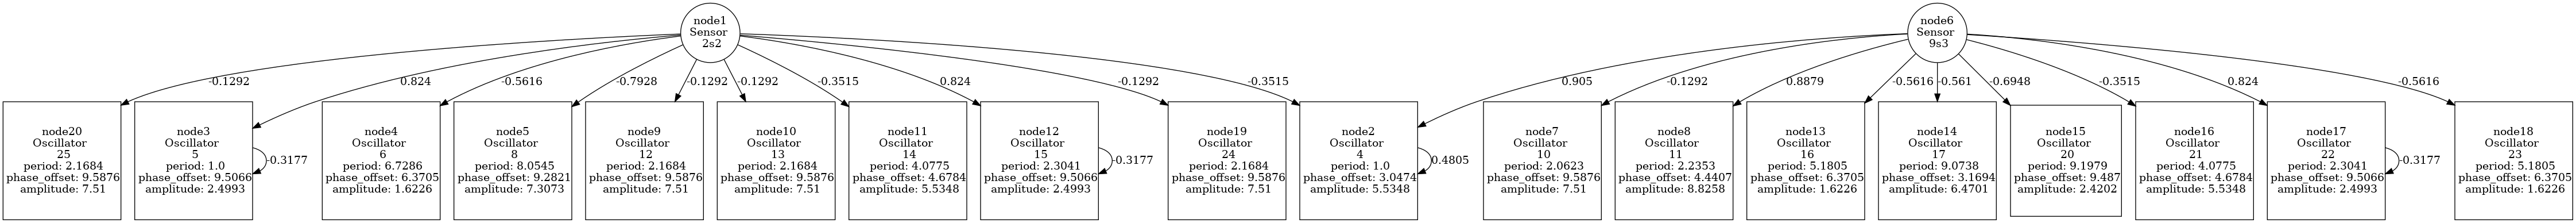 node1
Sensor
2s2
node6
Sensor
9s3
-0.1292
0.824
-0.5616
-0.7928
-0.1292
-0.1292
-0.3515
0.824
-0.1292
-0.3515
0.905
-0.1292
0.8879
-0.5616
-0.561
-0.6948
-0.3515
0.824
-0.5616
node20
Oscillator
25
period: 2.1684
phase_offset: 9.5876
amplitude: 7.51
node3
Oscillator
5
period: 1.0
phase_offset: 9.5066
amplitude: 2.4993
-0.3177
node4
Oscillator
6
period: 6.7286
phase_offset: 6.3705
amplitude: 1.6226
node5
Oscillator
8
period: 8.0545
phase_offset: 9.2821
amplitude: 7.3073
node9
Oscillator
12
period: 2.1684
phase_offset: 9.5876
amplitude: 7.51
node10
Oscillator
13
period: 2.1684
phase_offset: 9.5876
amplitude: 7.51
node11
Oscillator
14
period: 4.0775
phase_offset: 4.6784
amplitude: 5.5348
node12
Oscillator
15
period: 2.3041
phase_offset: 9.5066
amplitude: 2.4993
-0.3177
node19
Oscillator
24
period: 2.1684
phase_offset: 9.5876
amplitude: 7.51
node2
Oscillator
4
period: 1.0
phase_offset: 3.0474
amplitude: 5.5348
0.4805
node7
Oscillator
10
period: 2.0623
phase_offset: 9.5876
amplitude: 7.51
node8
Oscillator
11
period: 2.2353
phase_offset: 4.4407
amplitude: 8.8258
node13
Oscillator
16
period: 5.1805
phase_offset: 6.3705
amplitude: 1.6226
node14
Oscillator
17
period: 9.0738
phase_offset: 3.1694
amplitude: 6.4701
node15
Oscillator
20
period: 9.1979
phase_offset: 9.487
amplitude: 2.4202
node16
Oscillator
21
period: 4.0775
phase_offset: 4.6784
amplitude: 5.5348
node17
Oscillator
22
period: 2.3041
phase_offset: 9.5066
amplitude: 2.4993
-0.3177
node18
Oscillator
23
period: 5.1805
phase_offset: 6.3705
amplitude: 1.6226